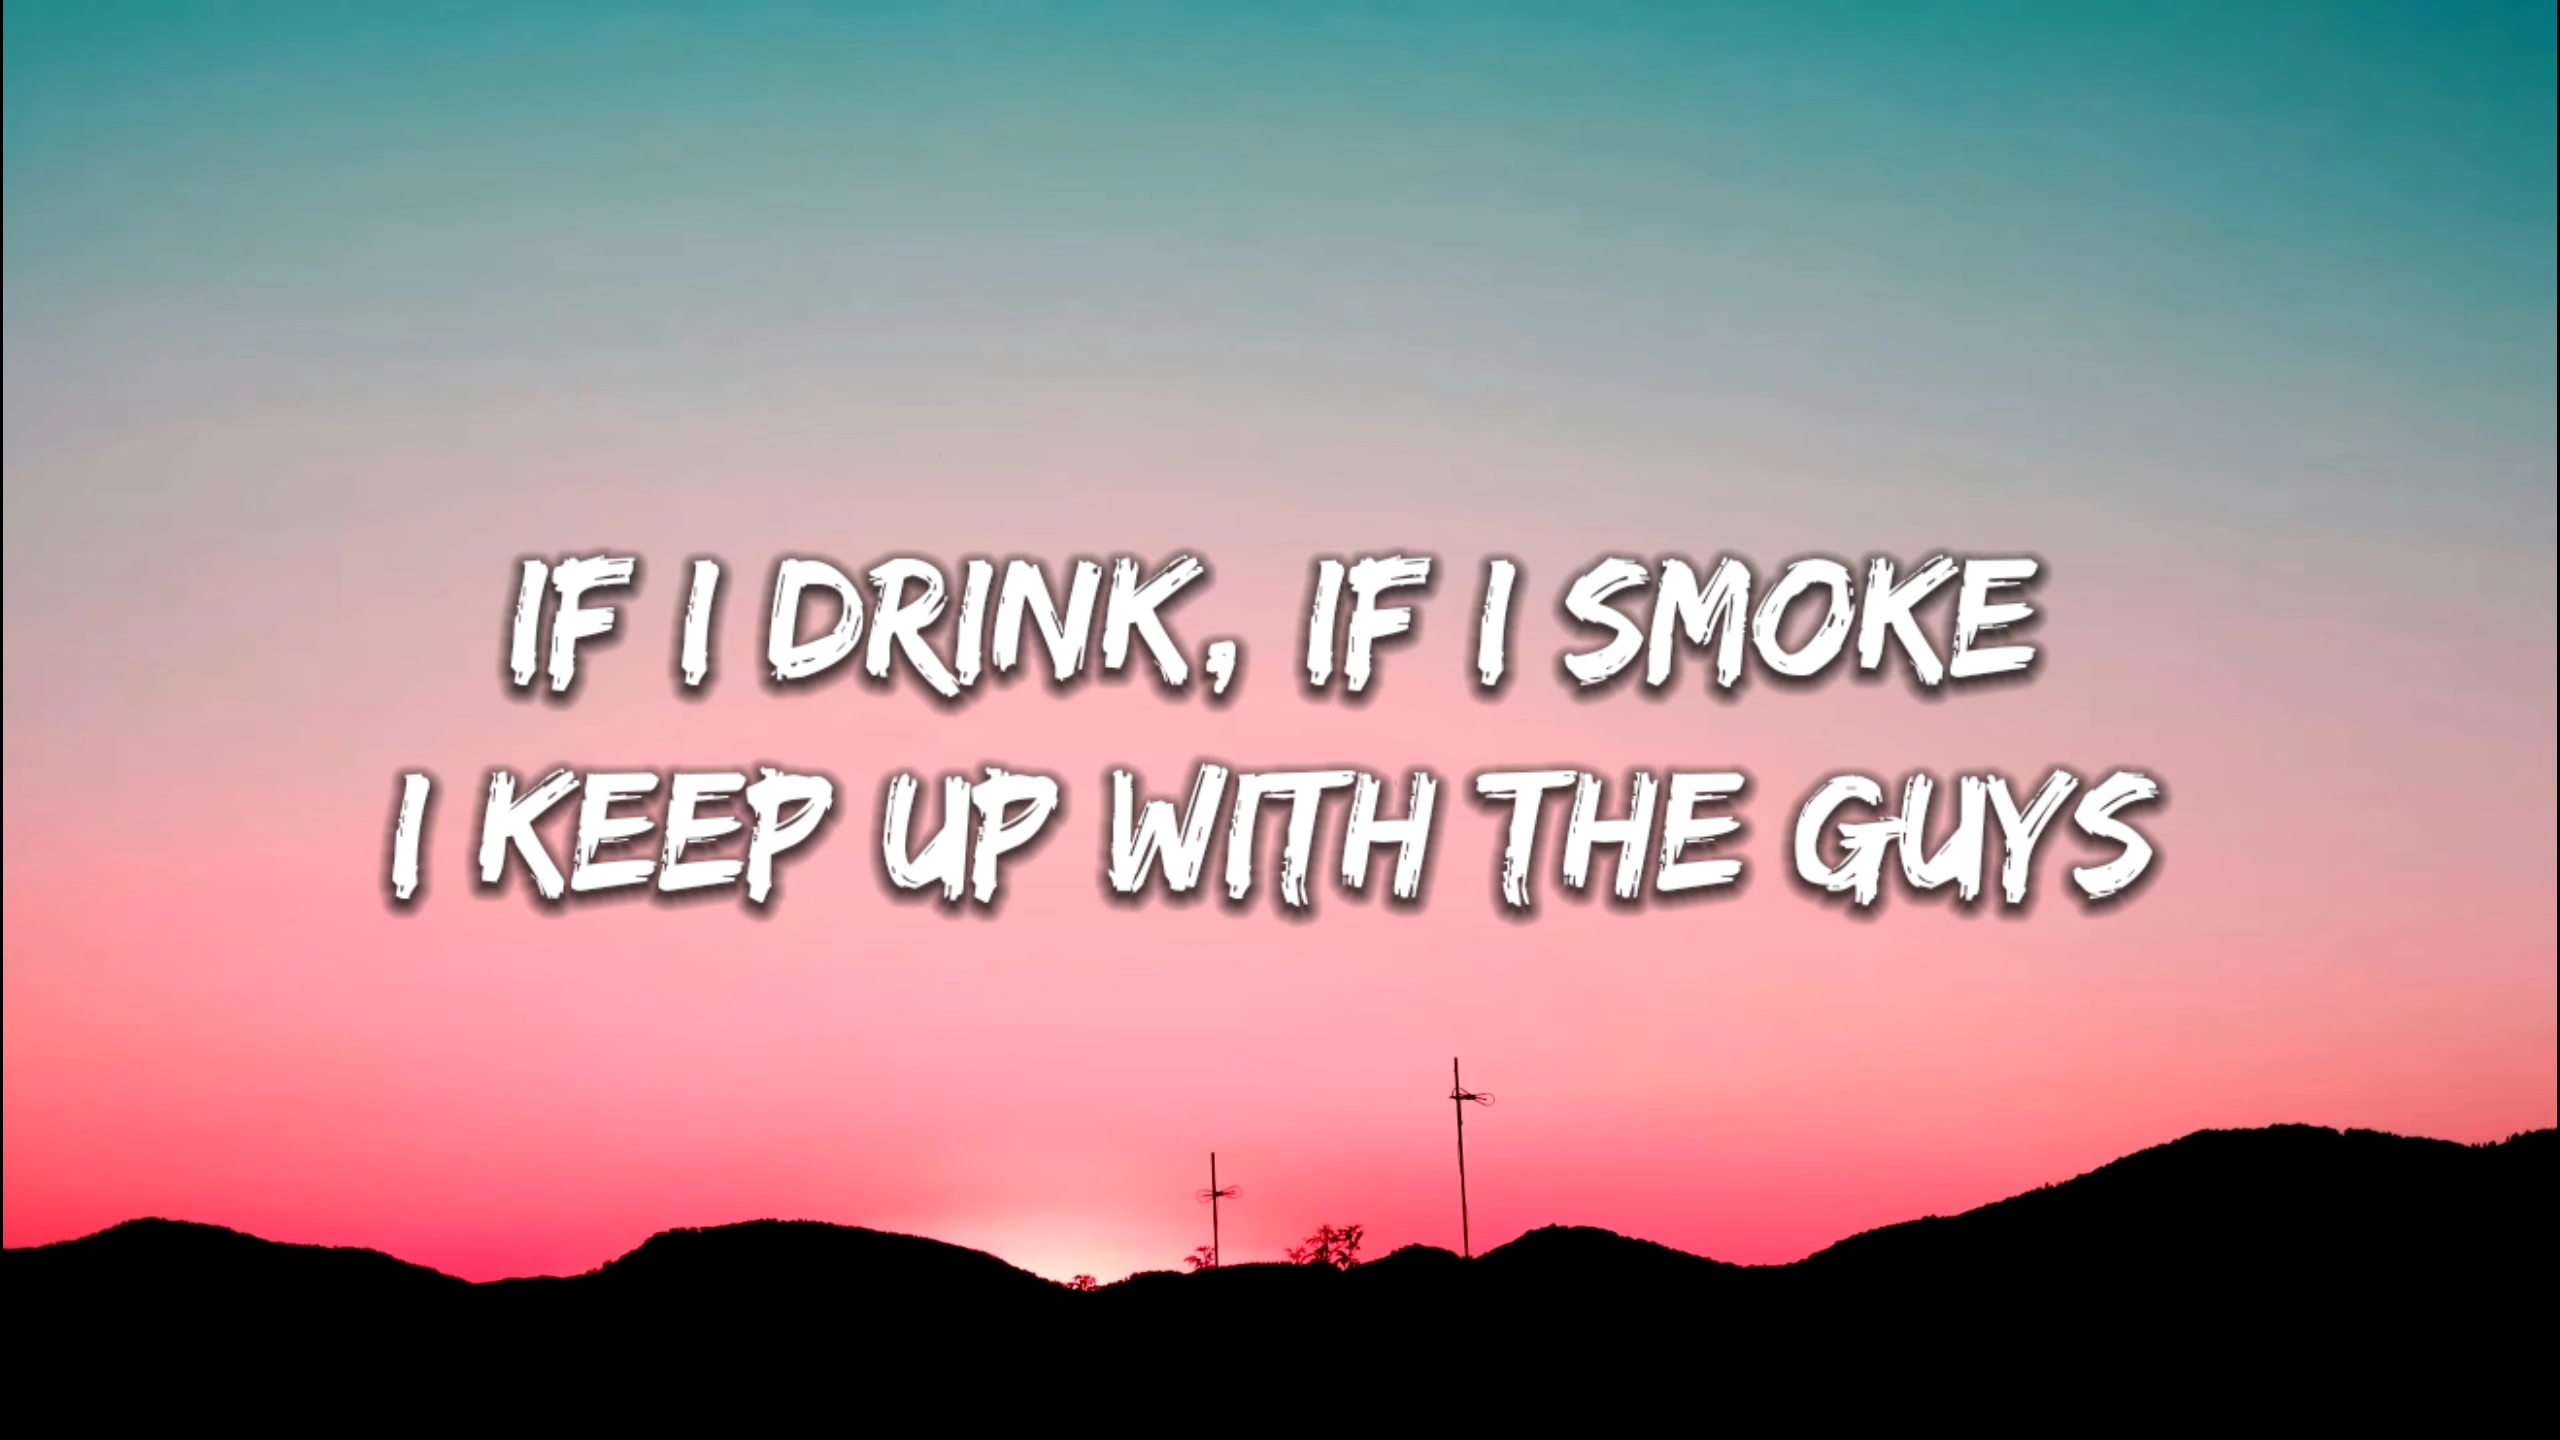 IF I DRINK, IF I SMOKE
I KEEP UP WITH THE GUYS